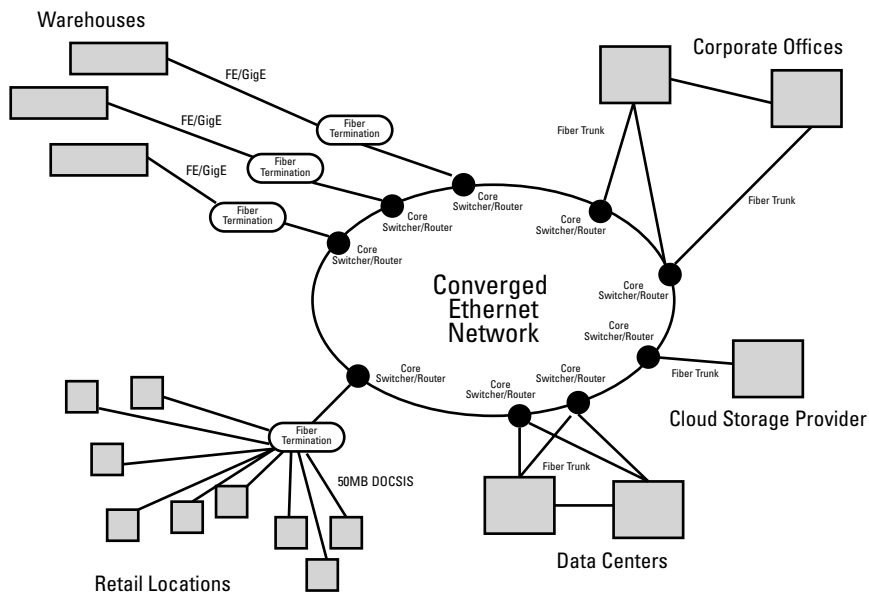 Warehouses
Corporate Offices
FE/GigE
FE/GigE
FE/GigE
Fiber
Termination
Fiber
Termination
Fiber
Termination
Fiber Trunk
Fiber Trunk
Core
Switcher/Router
Core
Switcher/Router
Core
Switcher/Router
Core
Switcher/Router
Core
Switcher/Router
Converged
Ethernet
Network
Core
Switcher/Router
Core
Switcher/Router
Core
Switcher/Router
Core
Switcher/Router
Fiber Trunk
Cloud Storage Provider
Fiber
Termination
50MB DOCSIS
Fiber Trunk
Data Centers
Retail Locations